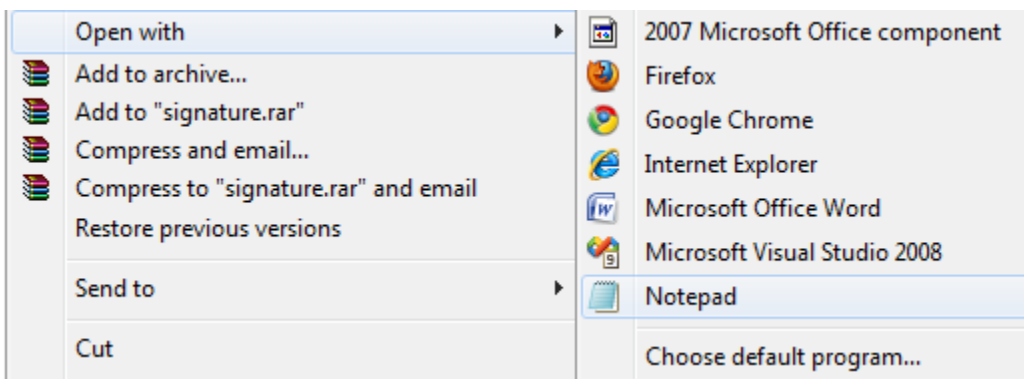 Open with
Add to archive...
Add to "signature.rar"
Compress and email...
Compress to "signature.rar" and email
Restore previous versions
Send to
Cut
2007 Microsoft Office component
Firefox
Google Chrome
Internet Explorer
Microsoft Office Word
Microsoft Visual Studio 2008
Notepad
Choose default program...